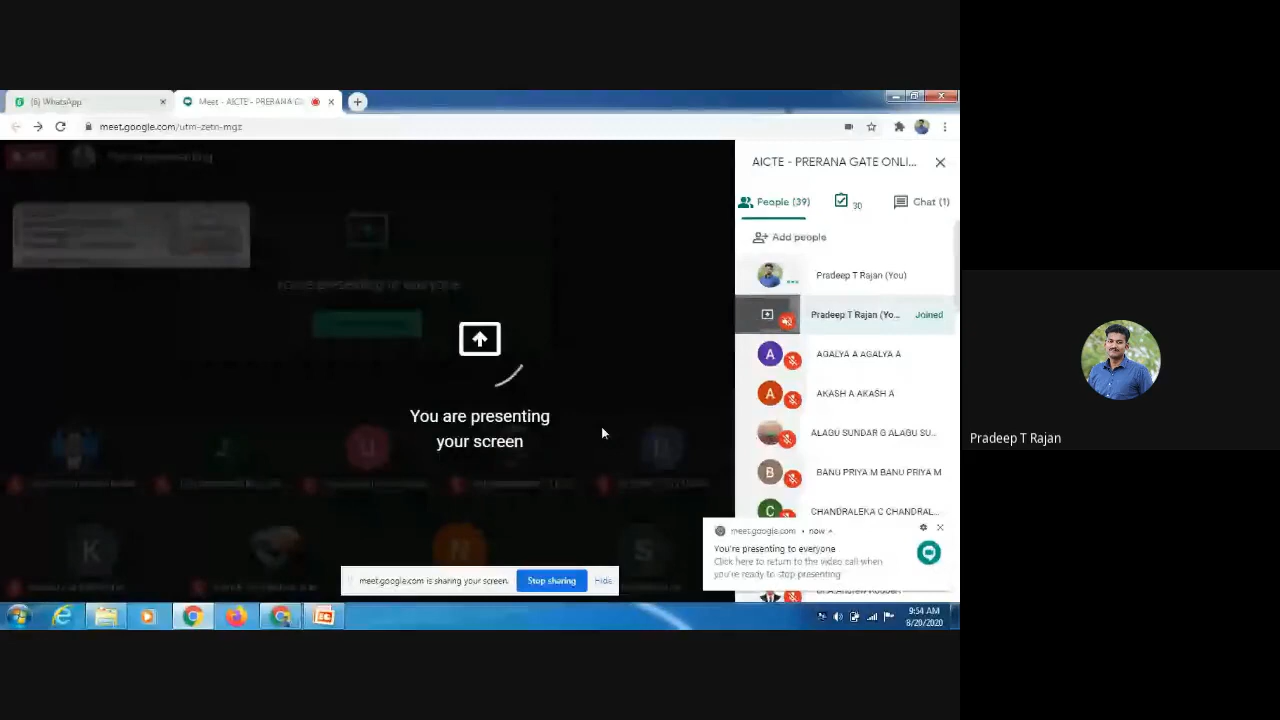 (6) WhatsApp
Meet - AICTE - PRERANA G
meet.google.com/utm-zetn-mgz
AICTE - PRERANA GATE ONLI...
People (39)
30
Chat (1)
Add people
Pradeep T Rajan (You)
Pradeep T Rajan (Yo...
Joined
AGALYA A AGALYA A
AKASH A AKASH A
ALAGU SUNDAR G ALAGU SU...
BANU PRIYA.M BANU PRIYA M
CHANDRALEKA C CHANDRAL...
You are presenting
your screen
meet.google.com • now
You're presenting to everyone
Click here to return to the video call when
you're ready to stop presenting
meet.google.com is sharing your screen.
Stop sharing
Hide
9:54 AM
8/20/2020
Pradeep T Rajan
A
A
B
C
K
N
S